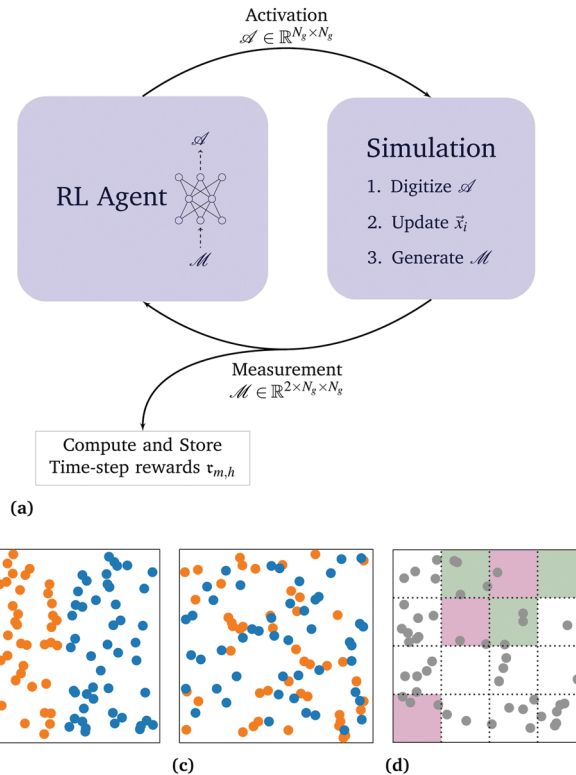 Activation
𝒜 ∈ ℝ^{N_g×N_g}
RL Agent
𝒜
ℳ
Simulation
1. Digitize 𝒜
2. Update x⃗_i
3. Generate ℳ
Measurement
ℳ ∈ ℝ^{2×N_g×N_g}
Compute and Store
Time-step rewards 𝔯_{m,h}
(a)
(c)
(d)